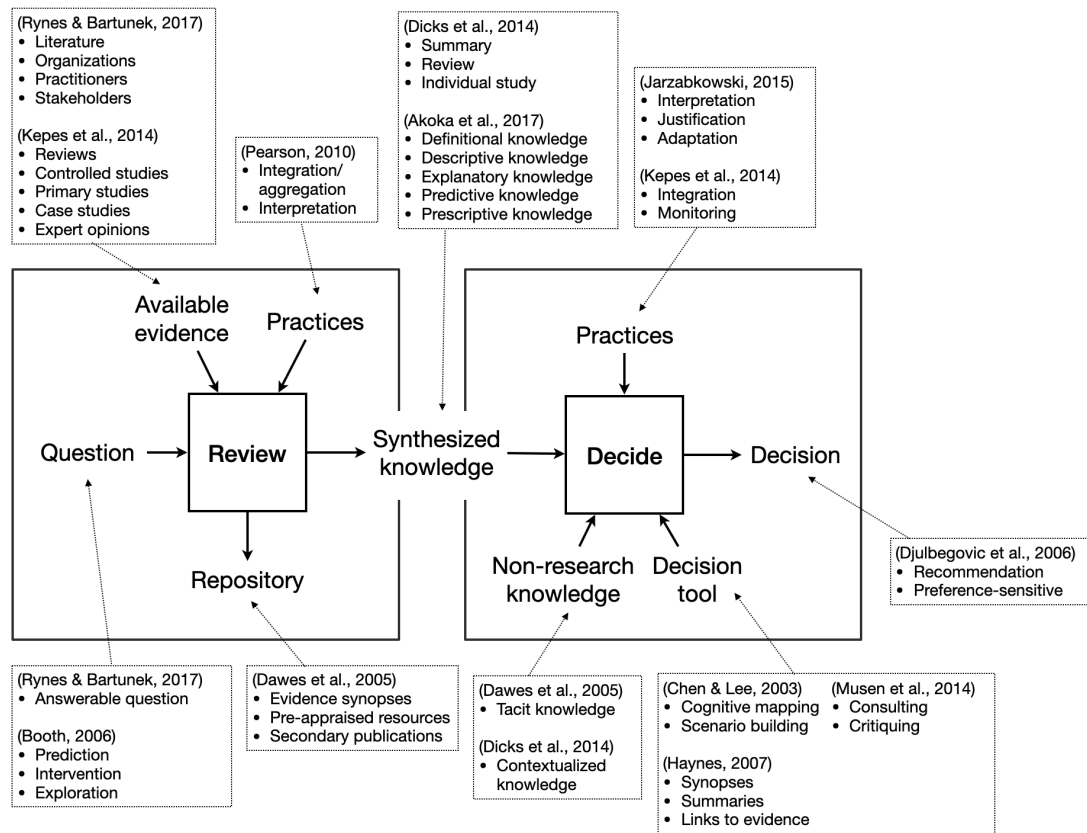 (Rynes & Bartunek, 2017)
• Literature
• Organizations
• Practitioners
• Stakeholders
(Kepes et al., 2014)
• Reviews
• Controlled studies
• Primary studies
• Case studies
• Expert opinions
(Pearson, 2010)
• Integration/
aggregation
• Interpretation
(Dicks et al., 2014)
• Summary
• Review
• Individual study
(Akoka et al., 2017)
• Definitional knowledge
• Descriptive knowledge
• Explanatory knowledge
• Predictive knowledge
• Prescriptive knowledge
(Jarzabkowski, 2015)
• Interpretation
• Justification
• Adaptation
(Kepes et al., 2014)
• Integration
• Monitoring
Available
evidence
Practices
Question
Review
Repository
Synthesized
knowledge
Practices
Decide
Decision
Non-research
knowledge
Decision
tool
(Djulbegovic et al., 2006)
• Recommendation
• Preference-sensitive
(Rynes & Bartunek, 2017)
• Answerable question
(Booth, 2006)
• Prediction
• Intervention
• Exploration
(Dawes et al., 2005)
• Evidence synopses
• Pre-appraised resources
• Secondary publications
(Dawes et al., 2005)
• Tacit knowledge
(Dicks et al., 2014)
• Contextualized
knowledge
(Chen & Lee, 2003)
• Cognitive mapping
• Scenario building
(Musen et al., 2014)
• Consulting
• Critiquing
(Haynes, 2007)
• Synopses
• Summaries
• Links to evidence